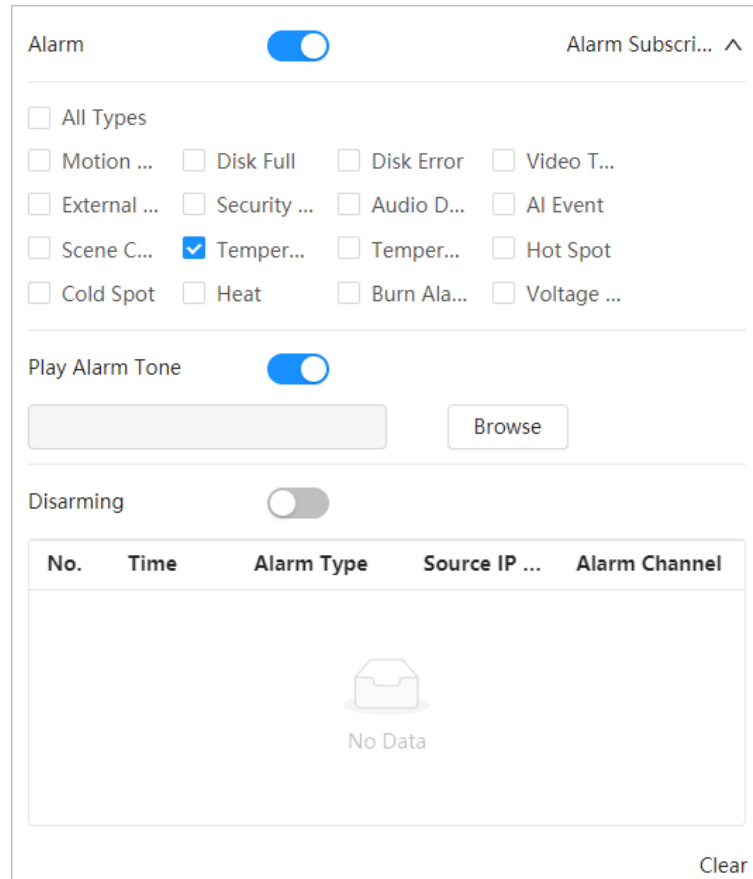 Alarm Alarm Subscri...
All Types
Motion ... Disk Full Disk Error Video T...
External ... Security ... Audio D... AI Event
Scene C... Temper... Temper... Hot Spot
Cold Spot Heat Burn Ala... Voltage ...
Play Alarm Tone
Browse
Disarming
No. Time Alarm Type Source IP ... Alarm Channel
No Data
Clear